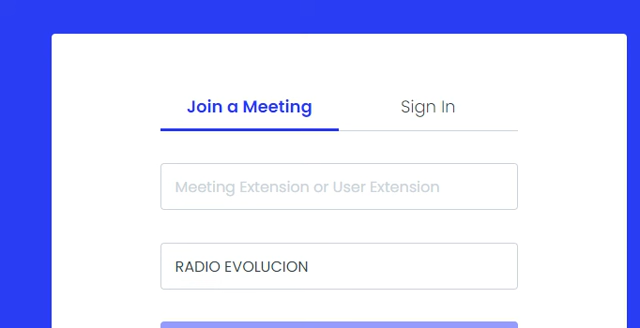 Join a Meeting Sign In
Meeting Extension or User Extension
RADIO EVOLUCION